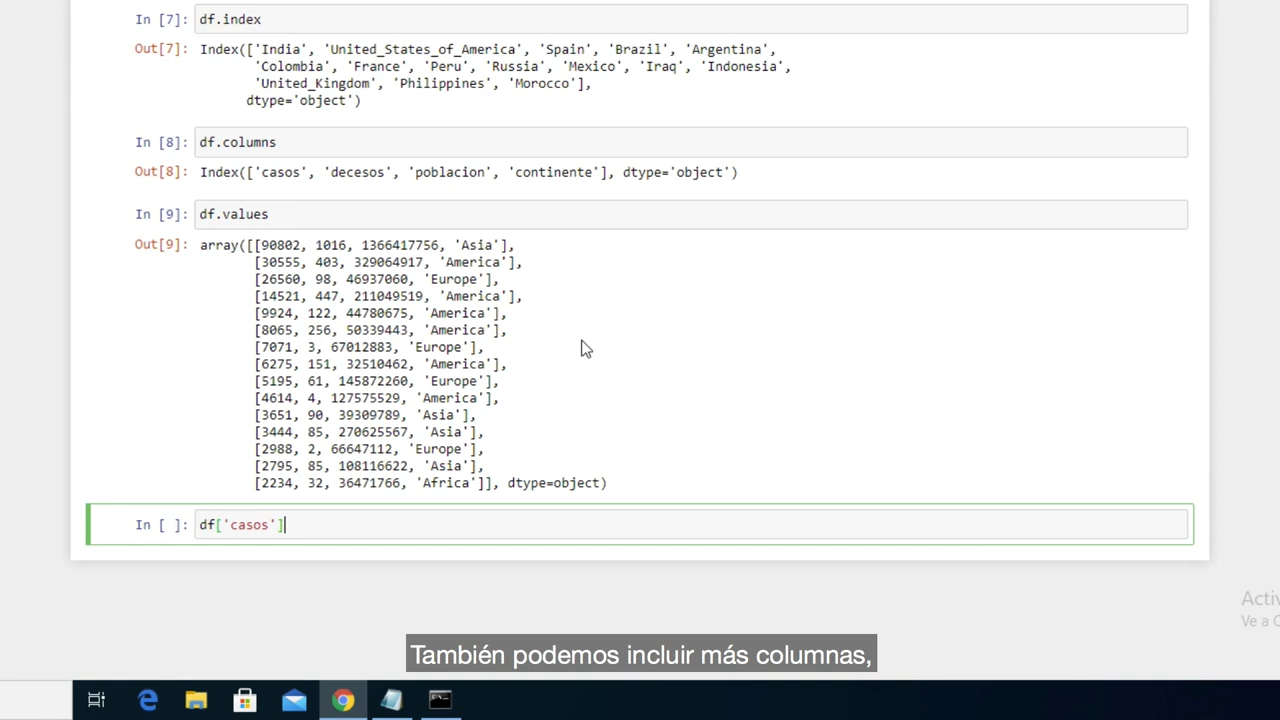 In [7]: df.index
Out[7]: Index(['India', 'United_States_of_America', 'Spain', 'Brazil', 'Argentina',
'Colombia', 'France', 'Peru', 'Russia', 'Mexico', 'Iraq', 'Indonesia',
'United_Kingdom', 'Philippines', 'Morocco'],
dtype='object')
In [8]: df.columns
Out[8]: Index(['casos', 'decesos', 'poblacion', 'continente'], dtype='object')
In [9]: df.values
Out[9]: array([[90802, 1016, 1366417756, 'Asia'],
[30555, 403, 329064917, 'America'],
[26560, 98, 46937060, 'Europe'],
[14521, 447, 211049519, 'America'],
[9924, 122, 44780675, 'America'],
[8065, 256, 50339443, 'America'],
[7071, 3, 67012883, 'Europe'],
[6275, 151, 32510462, 'America'],
[5195, 61, 145872260, 'Europe'],
[4614, 4, 127575529, 'America'],
[3651, 90, 39309789, 'Asia'],
[3444, 85, 270625567, 'Asia'],
[2988, 2, 66647112, 'Europe'],
[2795, 85, 108116622, 'Asia'],
[2234, 32, 36471766, 'Africa']], dtype=object)
In [ ]: df['casos']
Activ
Ve a C
También podemos incluir más columnas,